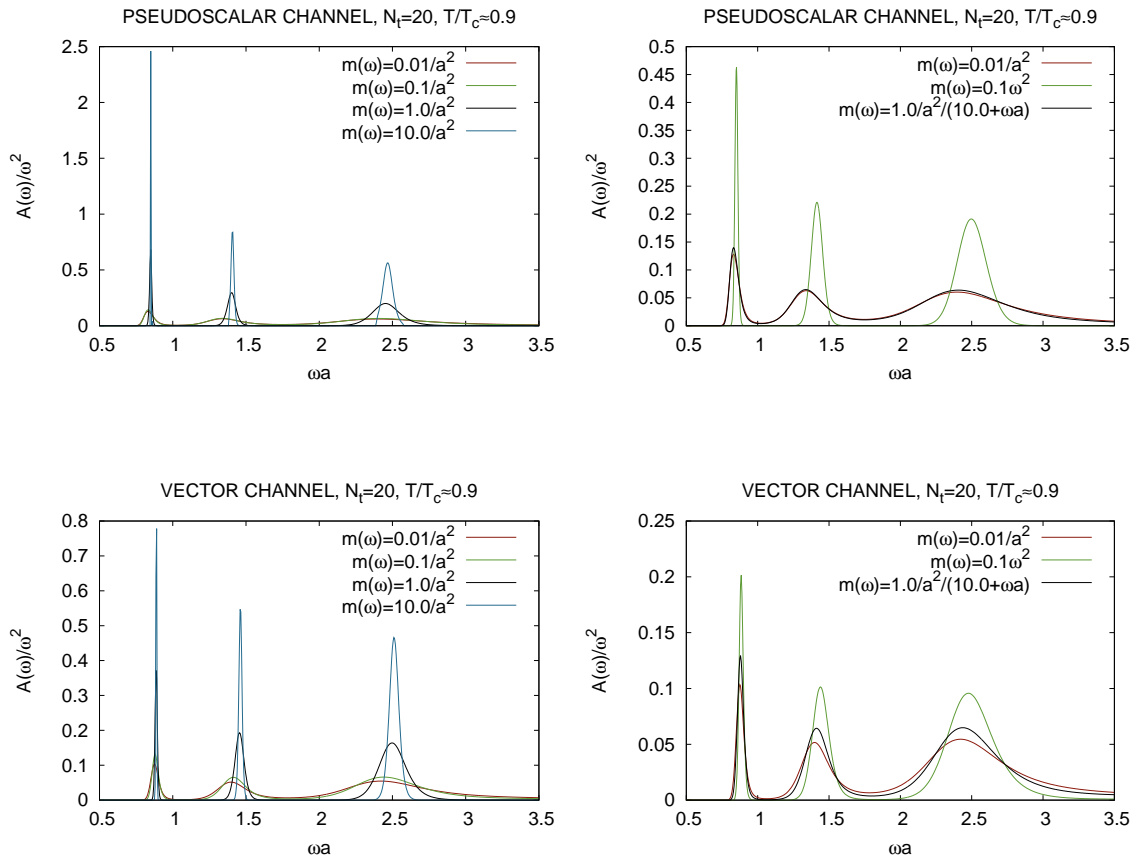 PSEUDOSCALAR CHANNEL, Nₜ=20, T/T_c≈0.9
A(ω)/ω²
2.5
2
1.5
1
0.5
0
m(ω)=0.01/a²
m(ω)=0.1/a²
m(ω)=1.0/a²
m(ω)=10.0/a²
0.5 1 1.5 2 2.5 3 3.5
ωa
PSEUDOSCALAR CHANNEL, Nₜ=20, T/T_c≈0.9
A(ω)/ω²
0.5
0.45
0.4
0.35
0.3
0.25
0.2
0.15
0.1
0.05
0
m(ω)=0.01/a²
m(ω)=0.1ω²
m(ω)=1.0/a²/(10.0+ωa)
0.5 1 1.5 2 2.5 3 3.5
ωa
VECTOR CHANNEL, Nₜ=20, T/T_c≈0.9
A(ω)/ω²
0.8
0.7
0.6
0.5
0.4
0.3
0.2
0.1
0
m(ω)=0.01/a²
m(ω)=0.1/a²
m(ω)=1.0/a²
m(ω)=10.0/a²
0.5 1 1.5 2 2.5 3 3.5
ωa
VECTOR CHANNEL, Nₜ=20, T/T_c≈0.9
A(ω)/ω²
0.25
0.2
0.15
0.1
0.05
0
m(ω)=0.01/a²
m(ω)=0.1ω²
m(ω)=1.0/a²/(10.0+ωa)
0.5 1 1.5 2 2.5 3 3.5
ωa